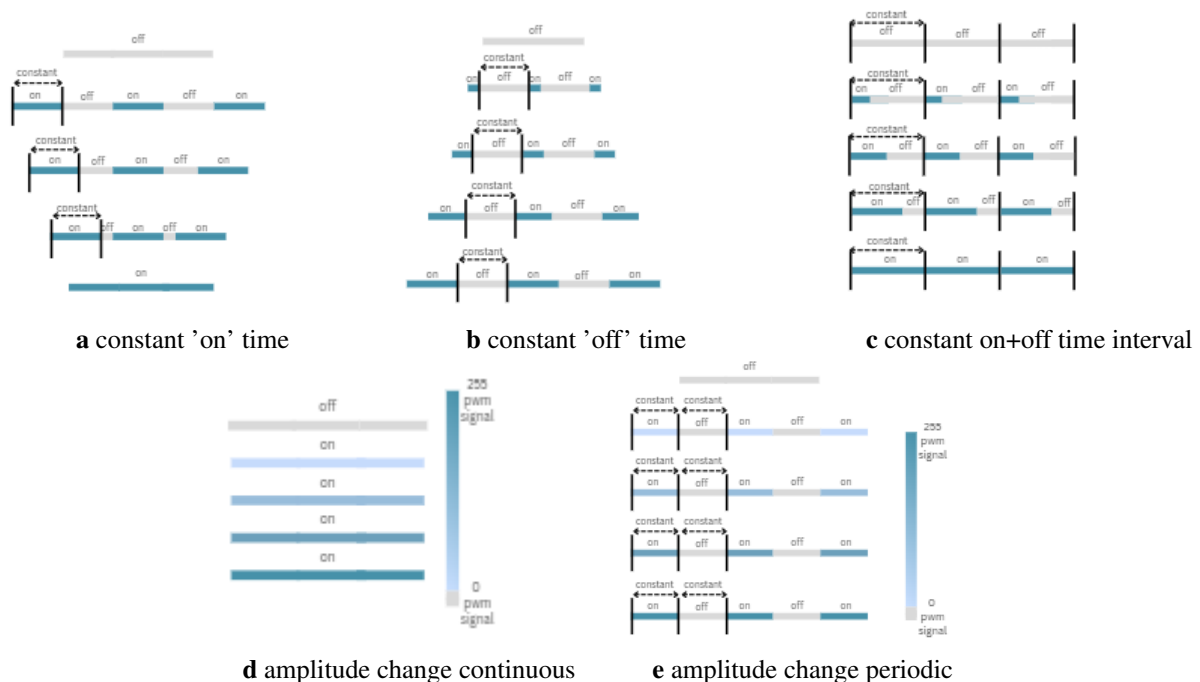 off
constant
on off on off on
constant
on off on off on
constant
on off on off on
on
a constant 'on' time
off
constant
on off on off on
constant
on off on off on
constant
on off on off on
constant
on off on off on
b constant 'off' time
constant
off off off
constant
on off on off on off
constant
on off on off on off
constant
on off on off on off
constant
on on on
c constant on+off time interval
off
on
on
on
on
255
pwm
signal
0
pwm
signal
d amplitude change continuous
off
constant constant
on off on off on
constant constant
on off on off on
constant constant
on off on off on
constant constant
on off on off on
255
pwm
signal
0
pwm
signal
e amplitude change periodic